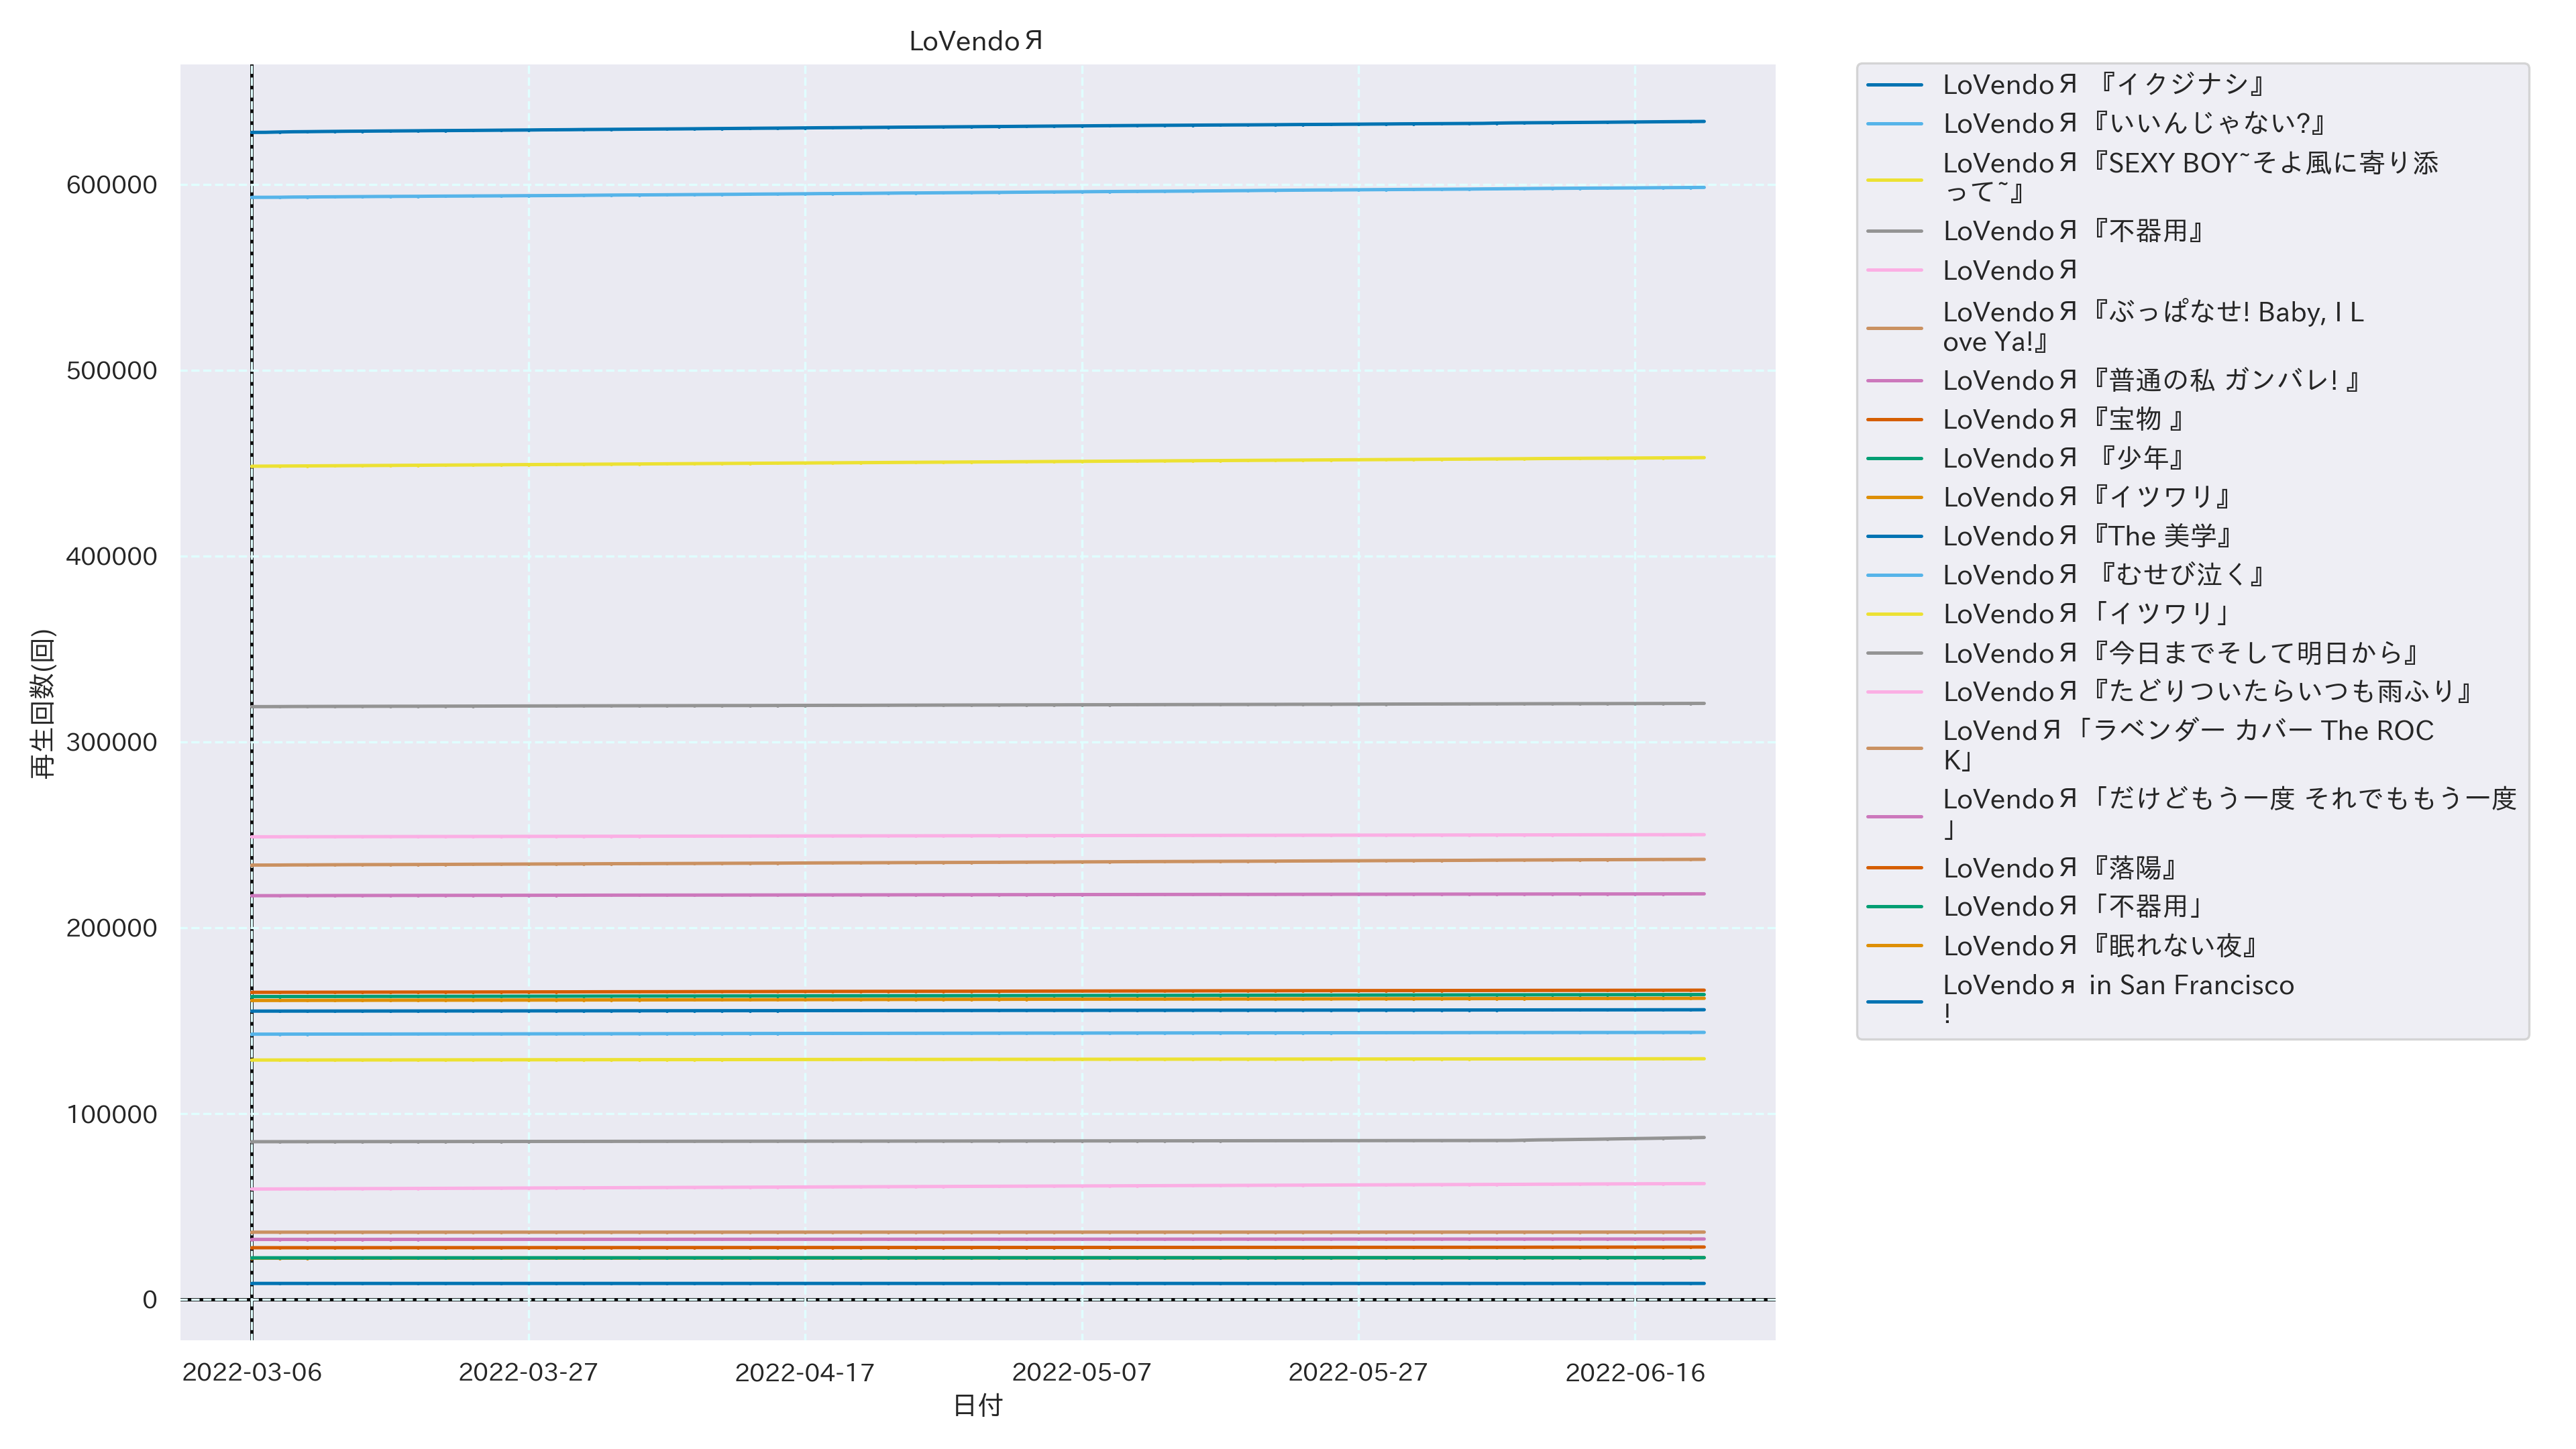 LoVendoЯ
600000
500000
400000
300000
200000
100000
0
再生回数(回)
2022-03-06
2022-03-27
2022-04-17
2022-05-07
2022-05-27
2022-06-16
日付
LoVendoЯ 『イクジナシ』
LoVendoЯ『いいんじゃない?』
LoVendoЯ『SEXY BOY~そよ風に寄り添
って~』
LoVendoЯ『不器用』
LoVendoЯ
LoVendoЯ『ぶっぱなせ! Baby, I L
ove Ya!』
LoVendoЯ『普通の私 ガンバレ! 』
LoVendoЯ『宝物 』
LoVendoЯ 『少年』
LoVendoЯ『イツワリ』
LoVendoЯ『The 美学』
LoVendoЯ 『むせび泣く』
LoVendoЯ「イツワリ」
LoVendoЯ『今日までそして明日から』
LoVendoЯ『たどりついたらいつも雨ふり』
LoVendЯ「ラベンダー カバー The ROC
K」
LoVendoЯ「だけどもう一度 それでももう一度
」
LoVendoЯ『落陽』
LoVendoЯ「不器用」
LoVendoЯ『眠れない夜』
LoVendoя in San Francisco
!